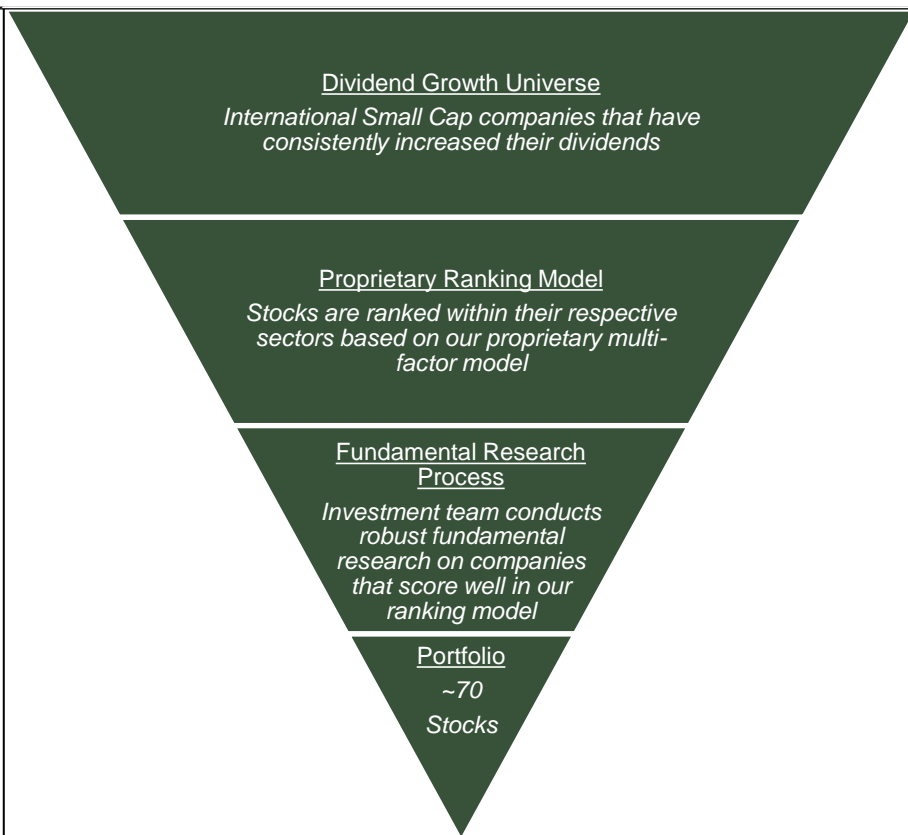 Dividend Growth Universe
International Small Cap companies that have
consistently increased their dividends
Proprietary Ranking Model
Stocks are ranked within their respective
sectors based on our proprietary multi-
factor model
Fundamental Research
Process
Investment team conducts
robust fundamental
research on companies
that score well in our
ranking model
Portfolio
~70
Stocks